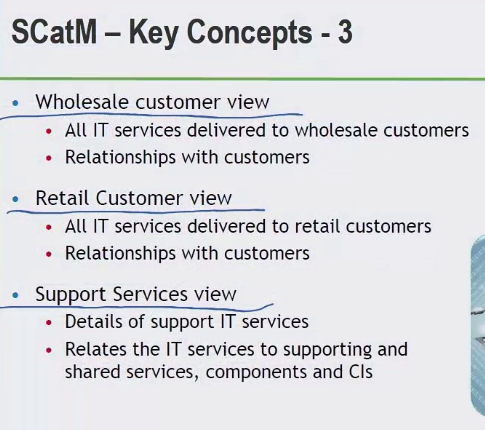 SCatM – Key Concepts - 3
• Wholesale customer view
• All IT services delivered to wholesale customers
• Relationships with customers
• Retail Customer view
• All IT services delivered to retail customers
• Relationships with customers
• Support Services view
• Details of support IT services
• Relates the IT services to supporting and
shared services, components and CIs